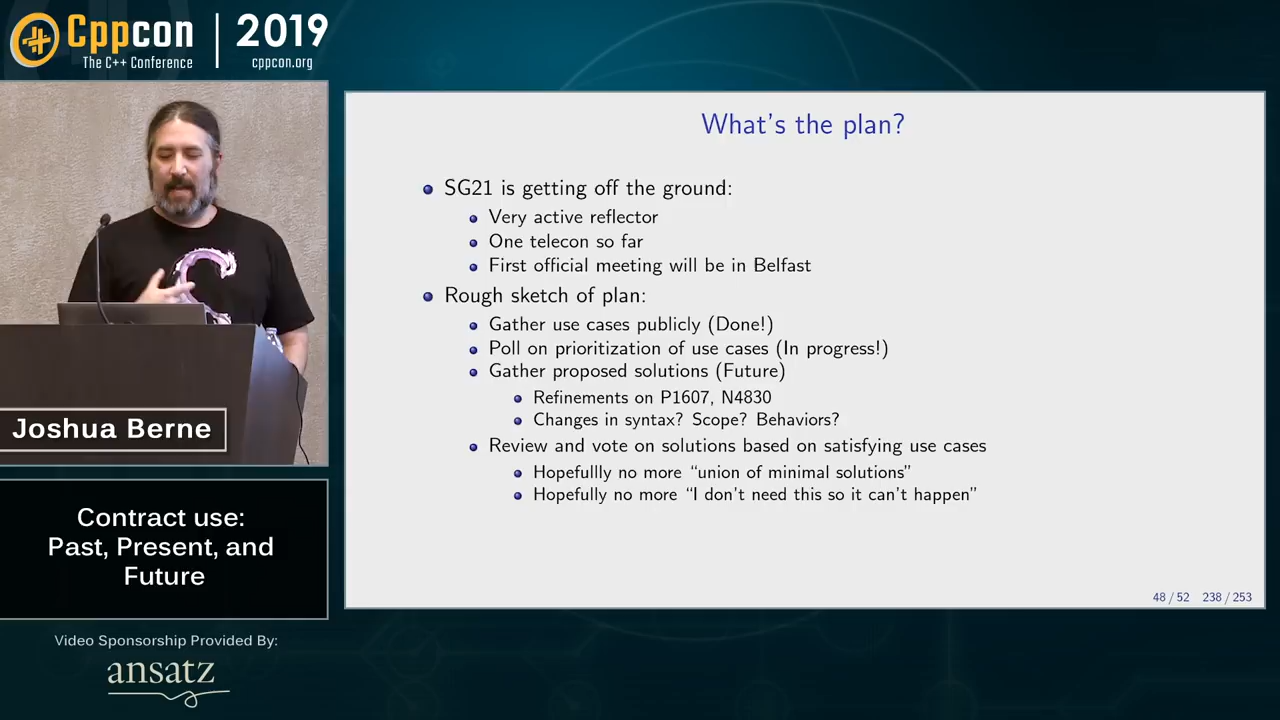 Cppcon
The C++ Conference
2019
cppcon.org
What's the plan?
SG21 is getting off the ground:
Very active reflector
One telecon so far
First official meeting will be in Belfast
Rough sketch of plan:
Gather use cases publicly (Done!)
Poll on prioritization of use cases (In progress!)
Gather proposed solutions (Future)
Refinements on P1607, N4830
Changes in syntax? Scope? Behaviors?
Review and vote on solutions based on satisfying use cases
Hopefullly no more “union of minimal solutions”
Hopefully no more “I don't need this so it can't happen”
48 / 52 238 / 253
Joshua Berne
Contract use:
Past, Present, and
Future
Video Sponsorship Provided By:
ansatz